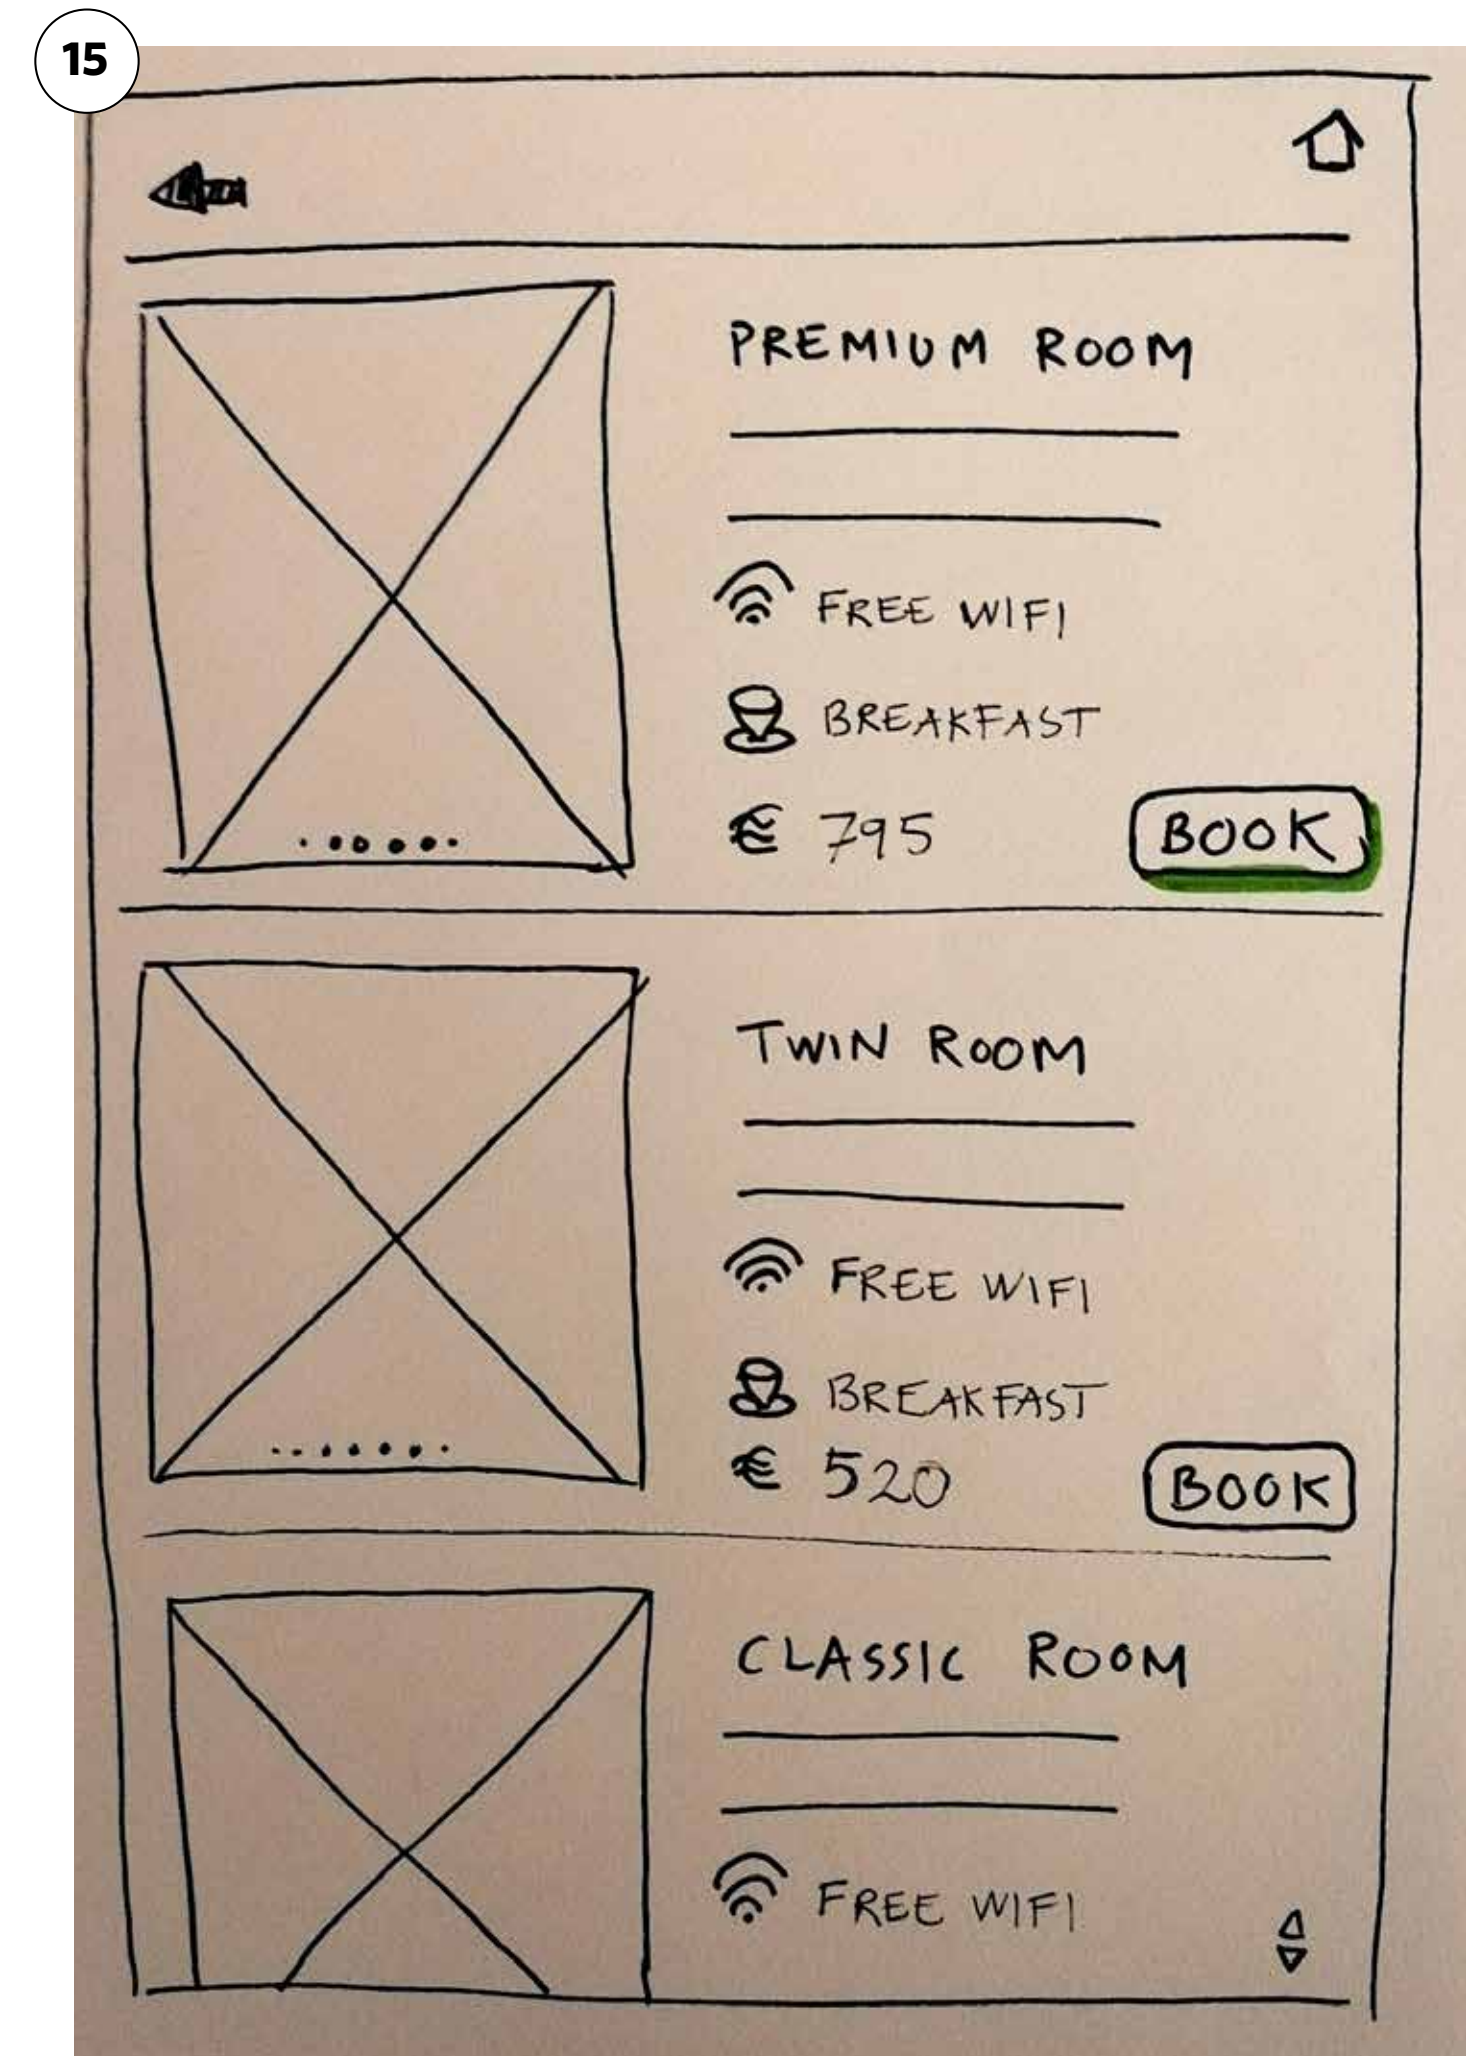 15
PREMIUM ROOM
FREE WIFI
BREAKFAST
€ 795
BOOK
TWIN ROOM
FREE WIFI
BREAKFAST
€ 520
BOOK
CLASSIC ROOM
FREE WIFI